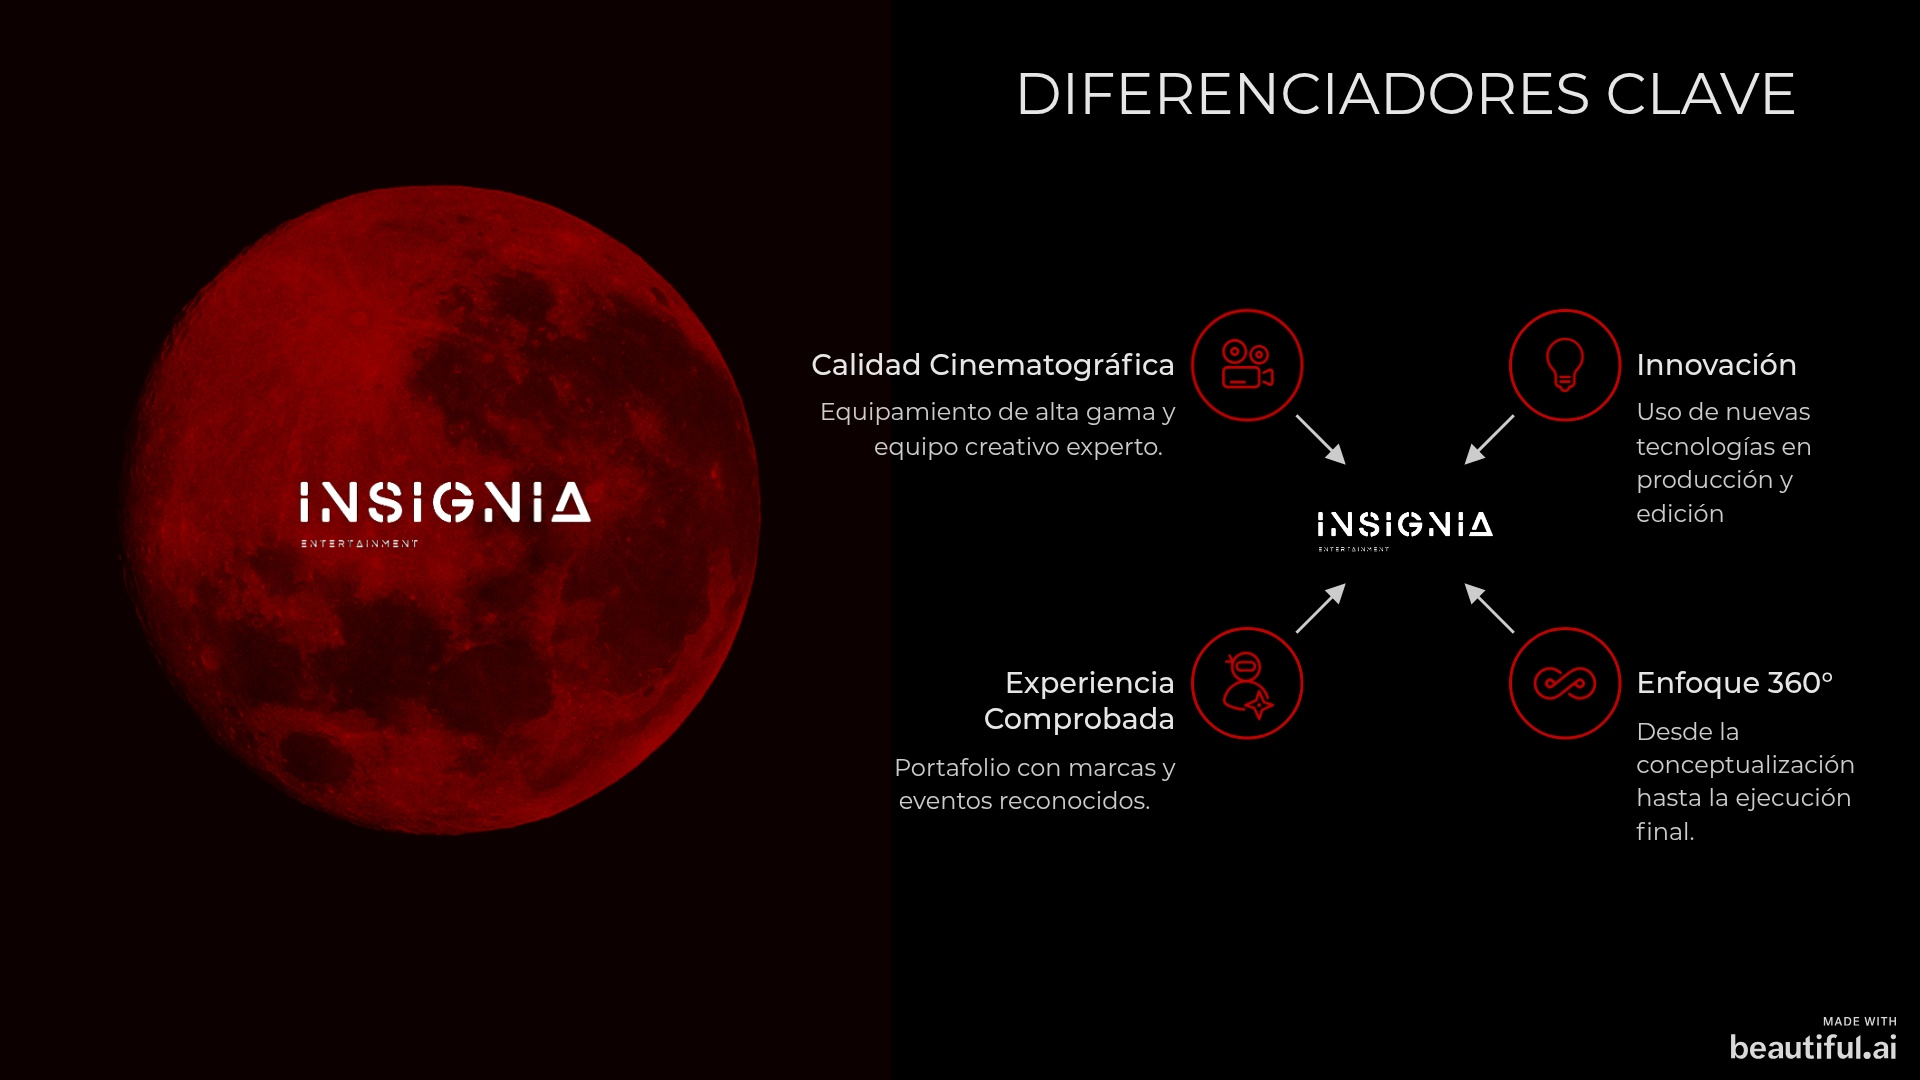 DIFERENCIADORES CLAVE
INSIGNIA
ENTERTAINMENT
Calidad Cinematográfica
Equipamiento de alta gama y
equipo creativo experto.
Innovación
Uso de nuevas
tecnologías en
producción y
edición
INSIGNIA
ENTERTAINMENT
Experiencia
Comprobada
Portafolio con marcas y
eventos reconocidos.
Enfoque 360°
Desde la
conceptualización
hasta la ejecución
final.
MADE WITH
beautiful.ai